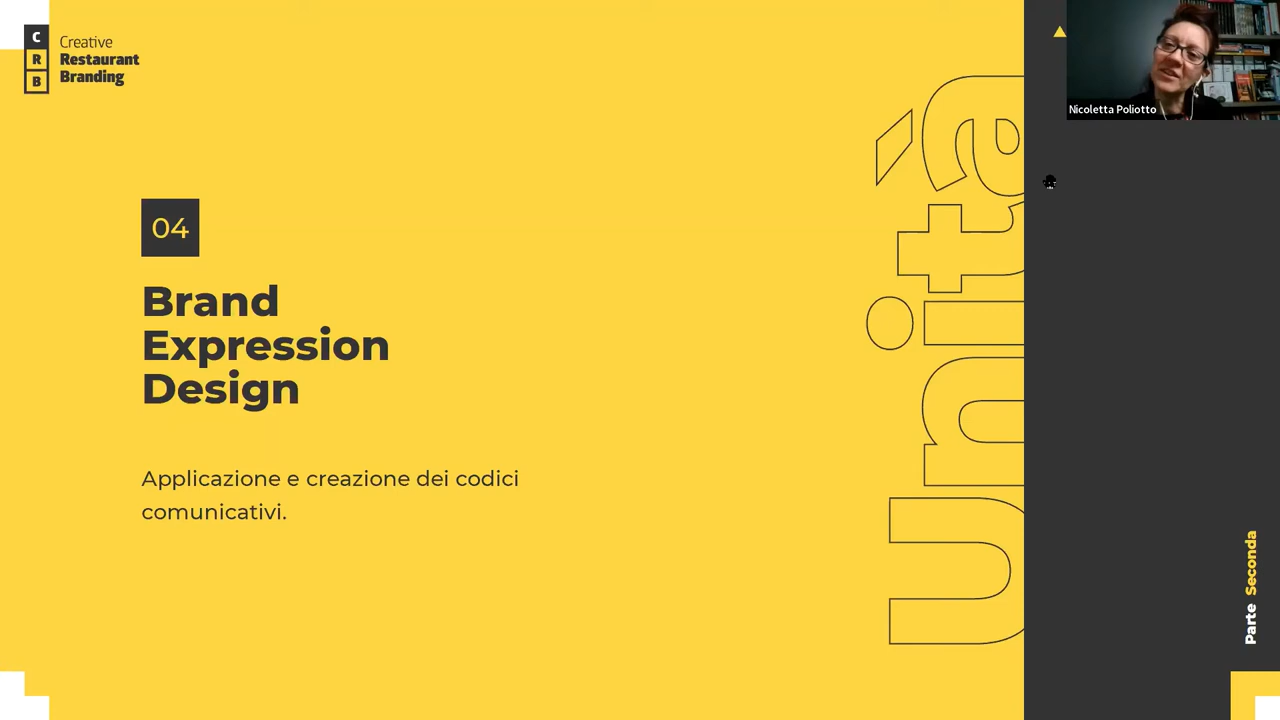 C
R
B
Creative
Restaurant
Branding
Nicoletta Poliotto
04
Brand
Expression
Design
Applicazione e creazione dei codici
comunicativi.
unità
Parte Seconda